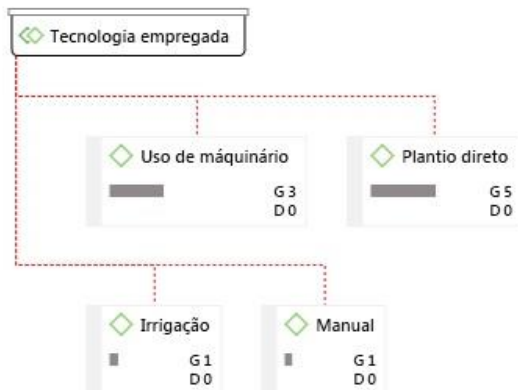 Tecnologia empregada
Uso de máquinário
G 3
D 0
Plantio direto
G 5
D 0
Irrigação
G 1
D 0
Manual
G 1
D 0